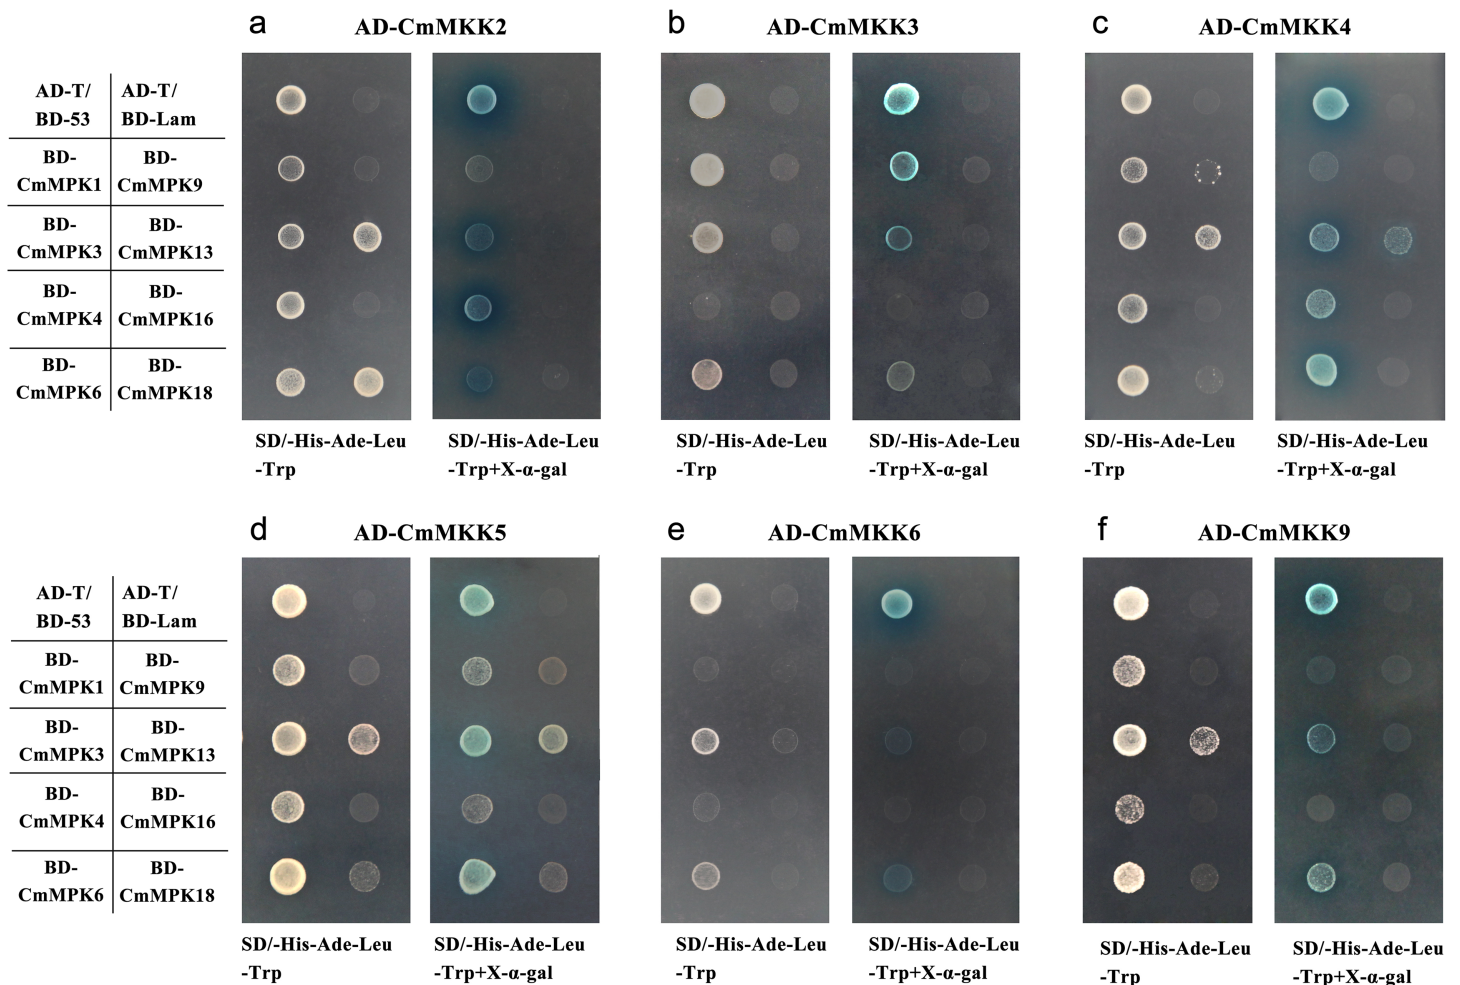 a AD-CmMKK2
b AD-CmMKK3
c AD-CmMKK4
AD-T/ AD-T/
BD-53 BD-Lam
BD- BD-
CmMPK1 CmMPK9
BD- BD-
CmMPK3 CmMPK13
BD- BD-
CmMPK4 CmMPK16
BD- BD-
CmMPK6 CmMPK18
SD/-His-Ade-Leu
-Trp
SD/-His-Ade-Leu
-Trp+X-α-gal
SD/-His-Ade-Leu
-Trp
SD/-His-Ade-Leu
-Trp+X-α-gal
SD/-His-Ade-Leu
-Trp
SD/-His-Ade-Leu
-Trp+X-α-gal
d AD-CmMKK5
e AD-CmMKK6
f AD-CmMKK9
AD-T/ AD-T/
BD-53 BD-Lam
BD- BD-
CmMPK1 CmMPK9
BD- BD-
CmMPK3 CmMPK13
BD- BD-
CmMPK4 CmMPK16
BD- BD-
CmMPK6 CmMPK18
SD/-His-Ade-Leu
-Trp
SD/-His-Ade-Leu
-Trp+X-α-gal
SD/-His-Ade-Leu
-Trp
SD/-His-Ade-Leu
-Trp+X-α-gal
SD/-His-Ade-Leu
-Trp
SD/-His-Ade-Leu
-Trp+X-α-gal